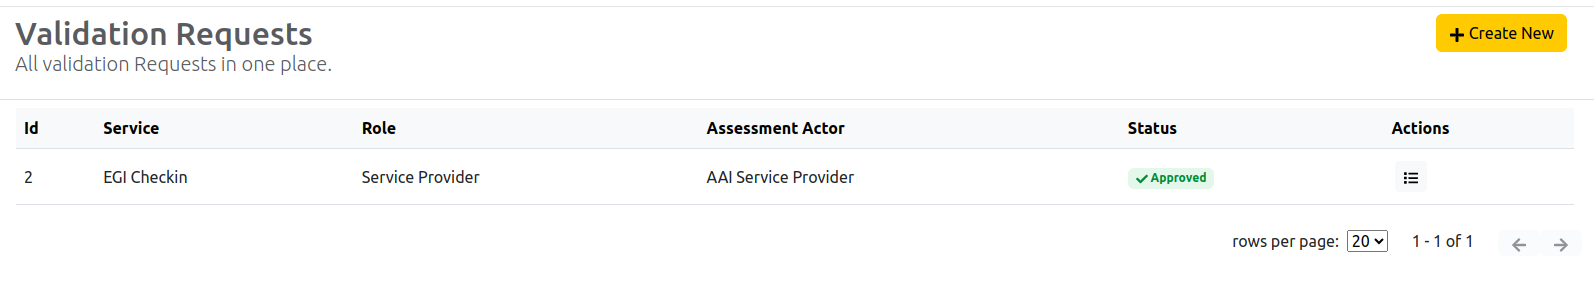 Validation Requests
Create New
All validation Requests in one place.
Id Service Role Assessment Actor Status Actions
2 EGI Checkin Service Provider AAI Service Provider Approved
rows per page: 20 1 - 1 of 1